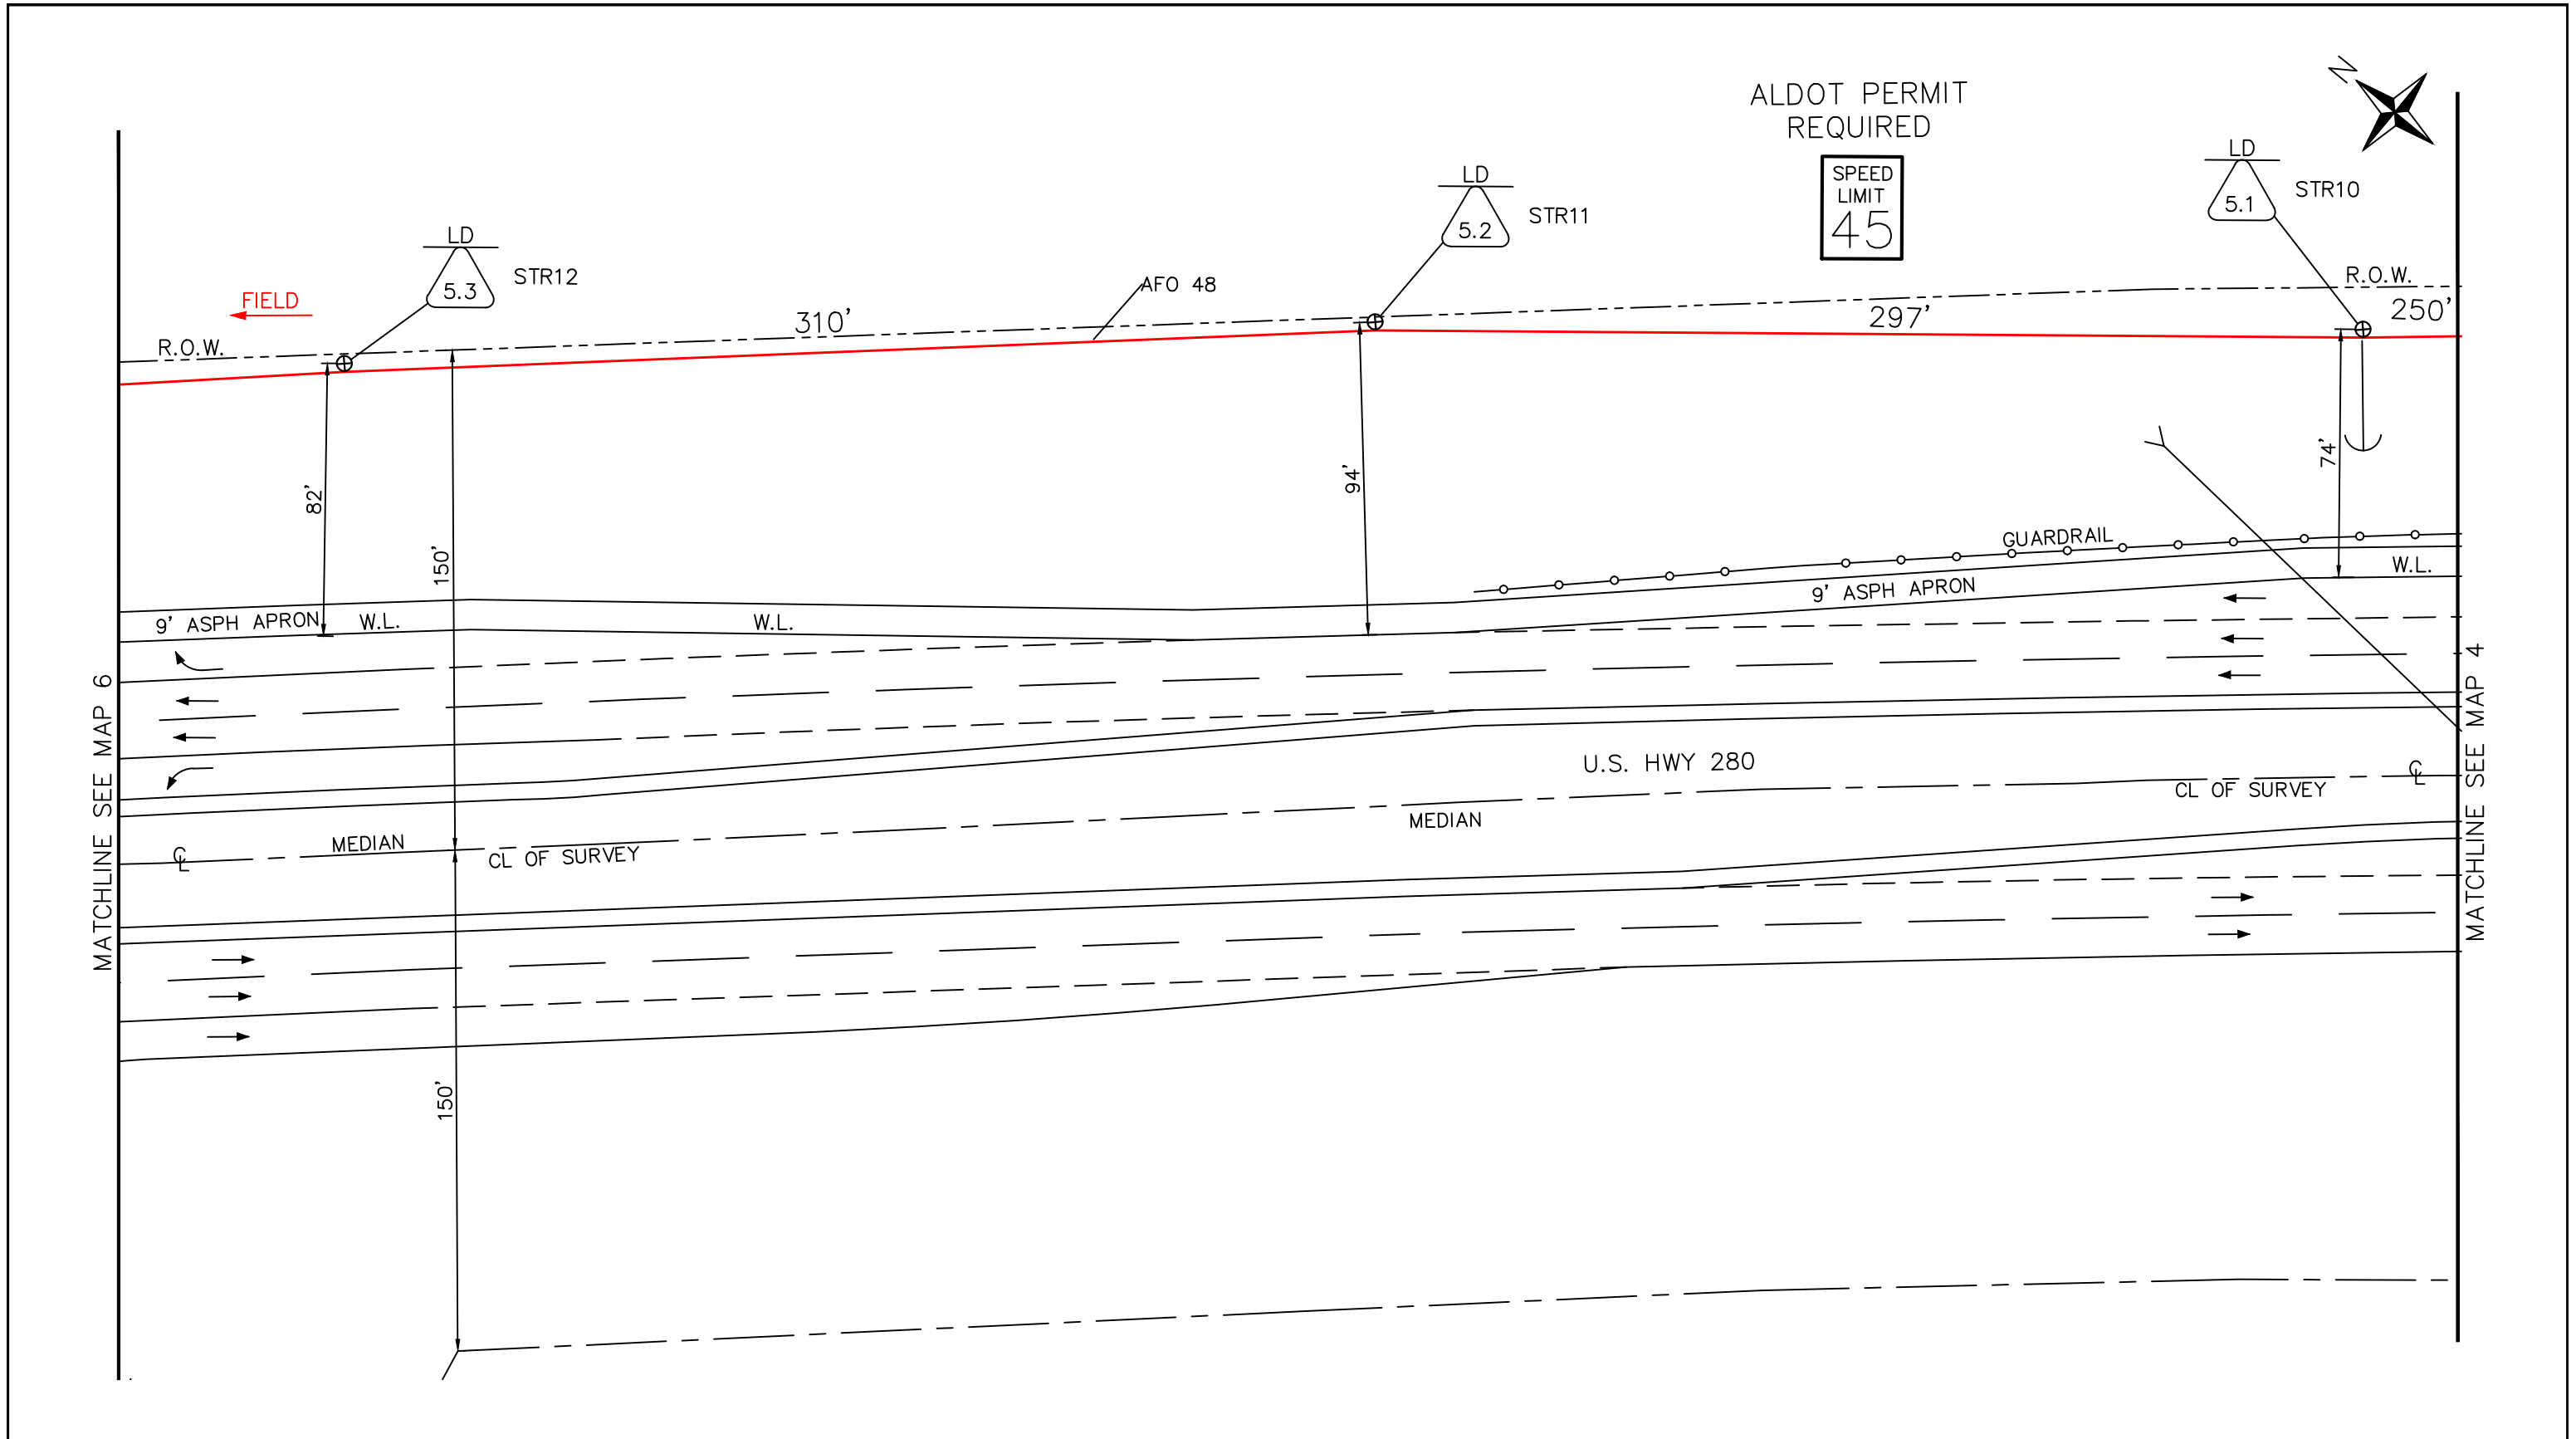 N
ALDOT PERMIT
REQUIRED
SPEED
LIMIT
45
LD
5.1
STR10
LD
5.2
STR11
LD
5.3
STR12
FIELD
R.O.W.
310'
AFO 48
297'
R.O.W.
250'
82'
150'
94'
74'
GUARDRAIL
9' ASPH APRON
W.L.
W.L.
9' ASPH APRON
W.L.
MATCHLINE SEE MAP 6
MATCHLINE SEE MAP 4
U.S. HWY 280
CL
MEDIAN
CL OF SURVEY
MEDIAN
CL OF SURVEY
CL
150'